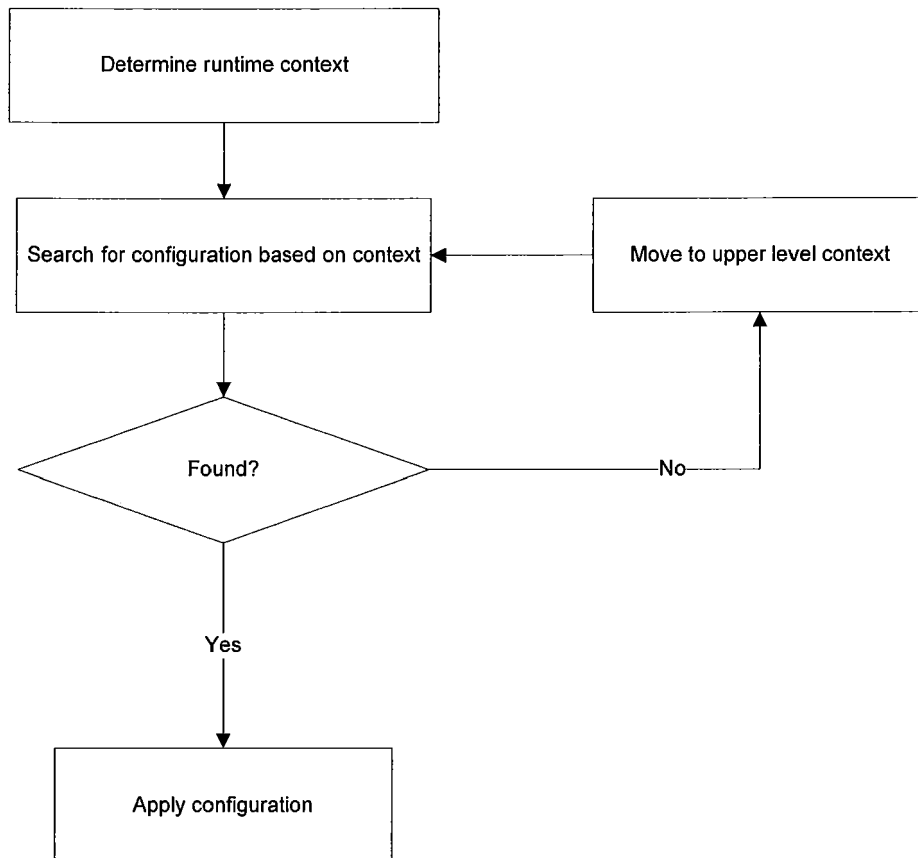 Determine runtime context
Search for configuration based on context
Move to upper level context
Found?
No
Yes
Apply configuration